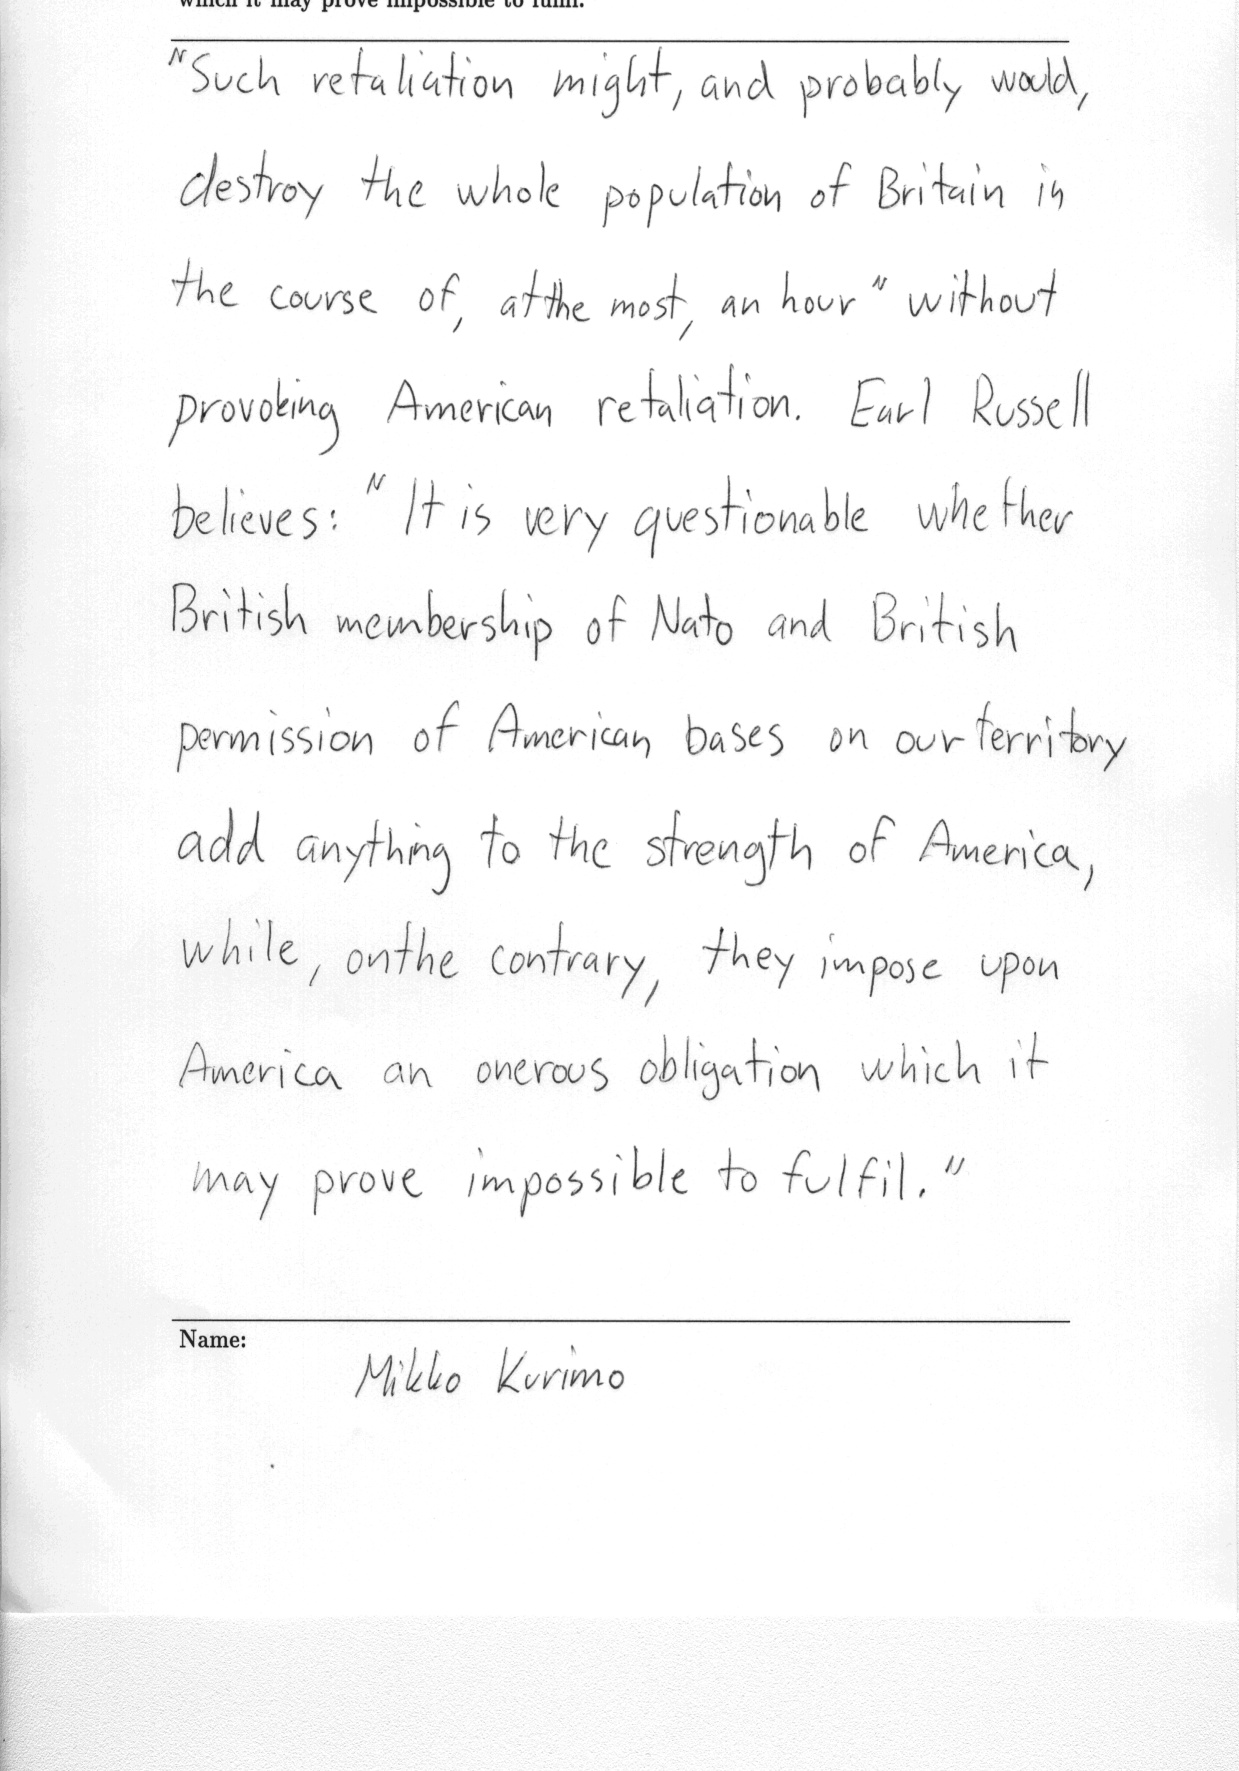 which it may prove impossible to fulfil.
"Such retaliation might, and probably would,
destroy the whole population of Britain in
the course of, at the most, an hour" without
provoking American retaliation. Earl Russell
believes: "It is very questionable whether
British membership of Nato and British
permission of American bases on our territory
add anything to the strength of America,
while, on the contrary, they impose upon
America an onerous obligation which it
may prove impossible to fulfil."
Name:
Mikko Kurimo